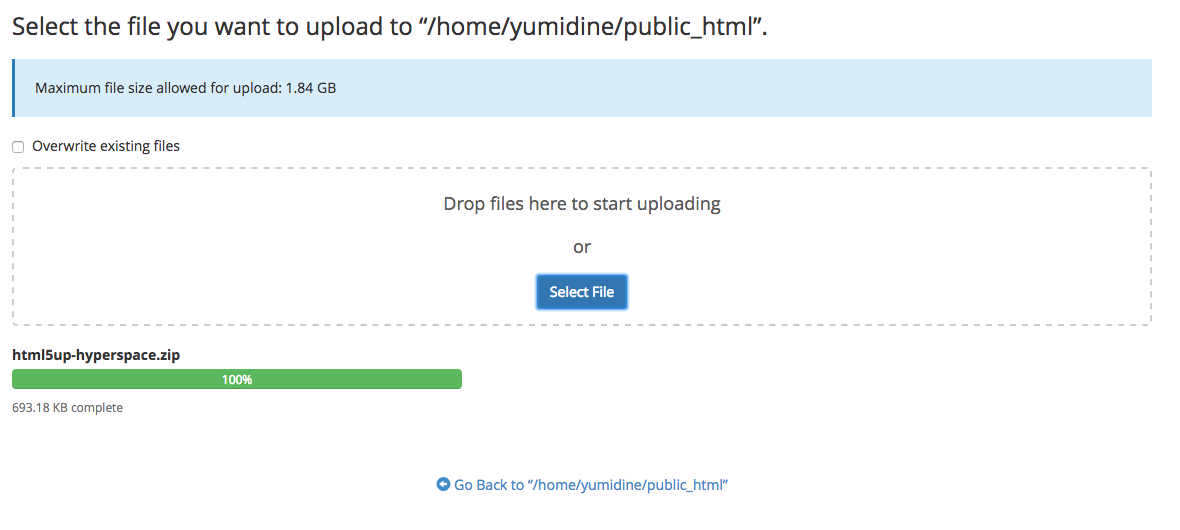 Select the file you want to upload to “/home/yumidine/public_html”.
Maximum file size allowed for upload: 1.84 GB
Overwrite existing files
Drop files here to start uploading
or
Select File
html5up-hyperspace.zip
100%
693.18 KB complete
Go Back to “/home/yumidine/public_html”